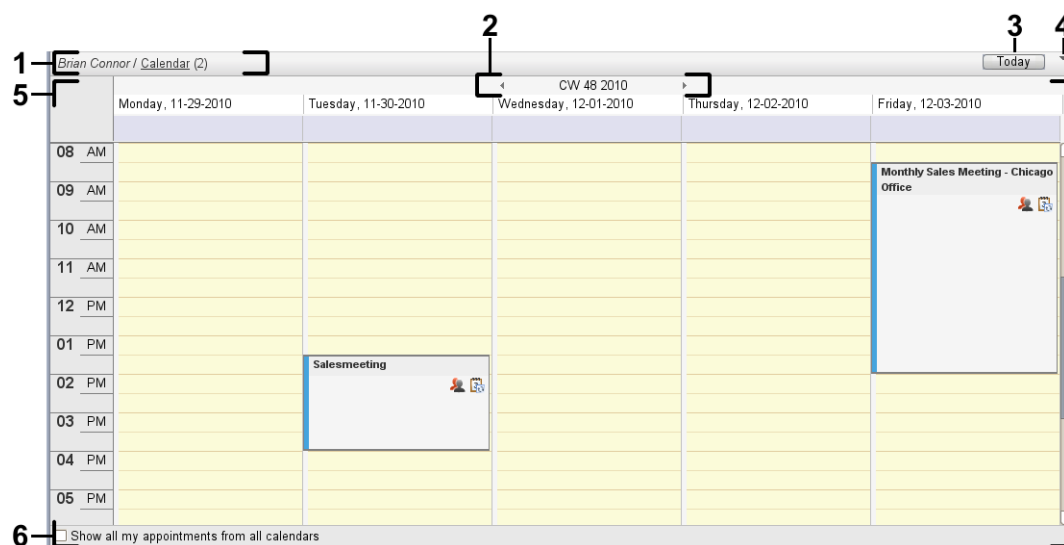 2
3
4
1
Brian Connor / Calendar (2)
Today
5
CW 48 2010
Monday, 11-29-2010
Tuesday, 11-30-2010
Wednesday, 12-01-2010
Thursday, 12-02-2010
Friday, 12-03-2010
08 AM
Monthly Sales Meeting - Chicago
Office
09 AM
10 AM
11 AM
12 PM
01 PM
Salesmeeting
02 PM
03 PM
04 PM
05 PM
6
Show all my appointments from all calendars